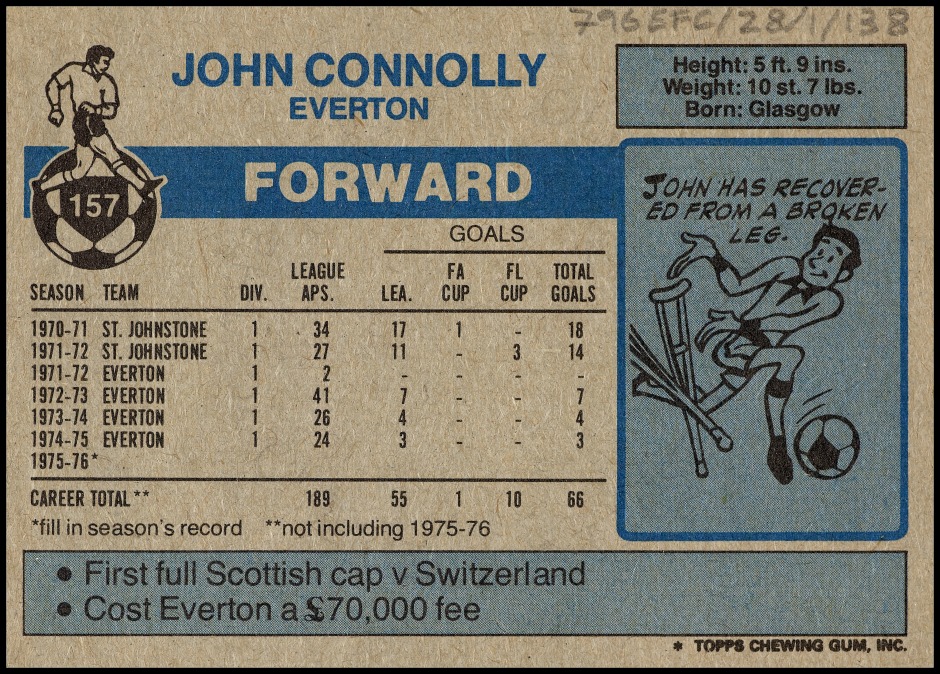 796EFC/28/1/138
JOHN CONNOLLY
EVERTON
Height: 5 ft. 9 ins.
Weight: 10 st. 7 lbs.
Born: Glasgow
157
FORWARD
JOHN HAS RECOVER-
ED FROM A BROKEN
LEG.
GOALS
SEASON TEAM DIV. LEAGUE APS. LEA. FA CUP FL CUP TOTAL GOALS
1970-71 ST. JOHNSTONE 1 34 17 1 - 18
1971-72 ST. JOHNSTONE 1 27 11 - 3 14
1971-72 EVERTON 1 2 - - - -
1972-73 EVERTON 1 41 7 - - 7
1973-74 EVERTON 1 26 4 - - 4
1974-75 EVERTON 1 24 3 - - 3
1975-76*
CAREER TOTAL** 189 55 1 10 66
*fill in season's record **not including 1975-76
• First full Scottish cap v Switzerland
• Cost Everton a £70,000 fee
* TOPPS CHEWING GUM, INC.